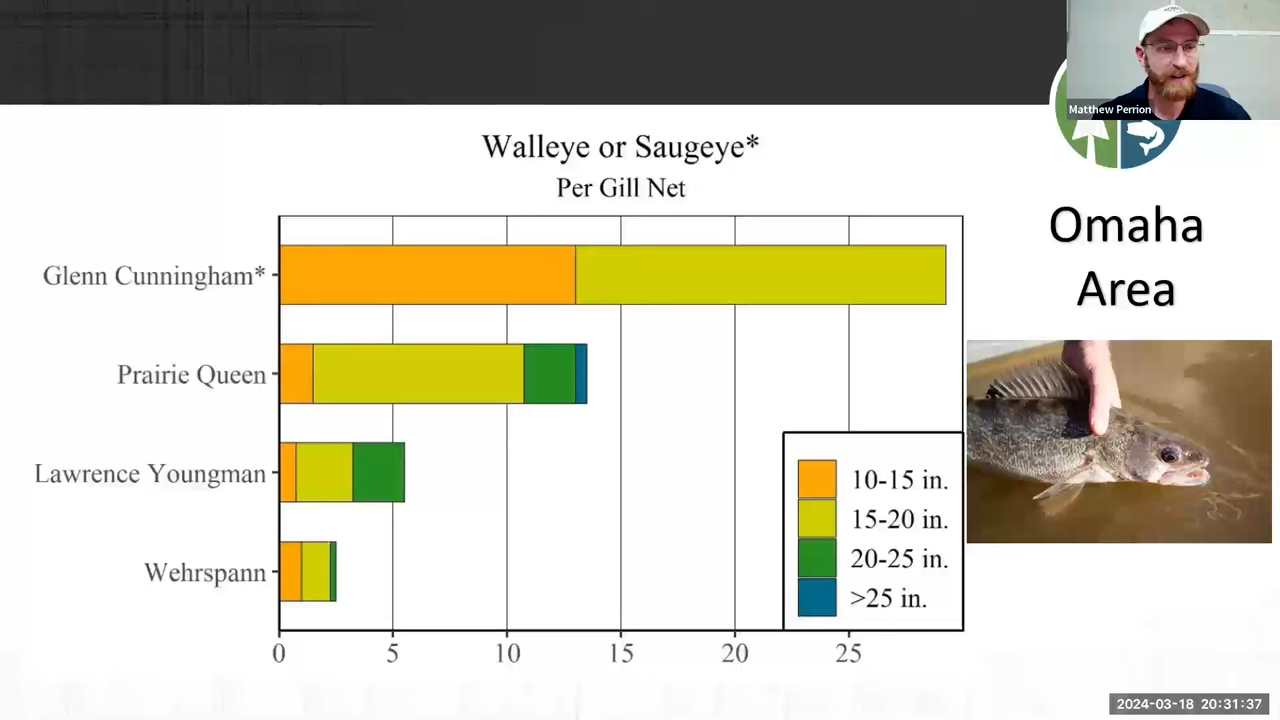 Matthew Perrion
Walleye or Saugeye*
Per Gill Net
Omaha
Area
Glenn Cunningham*
Prairie Queen
Lawrence Youngman
Wehrspann
10-15 in.
15-20 in.
20-25 in.
>25 in.
0 5 10 15 20 25
2024-03-18 20:31:37